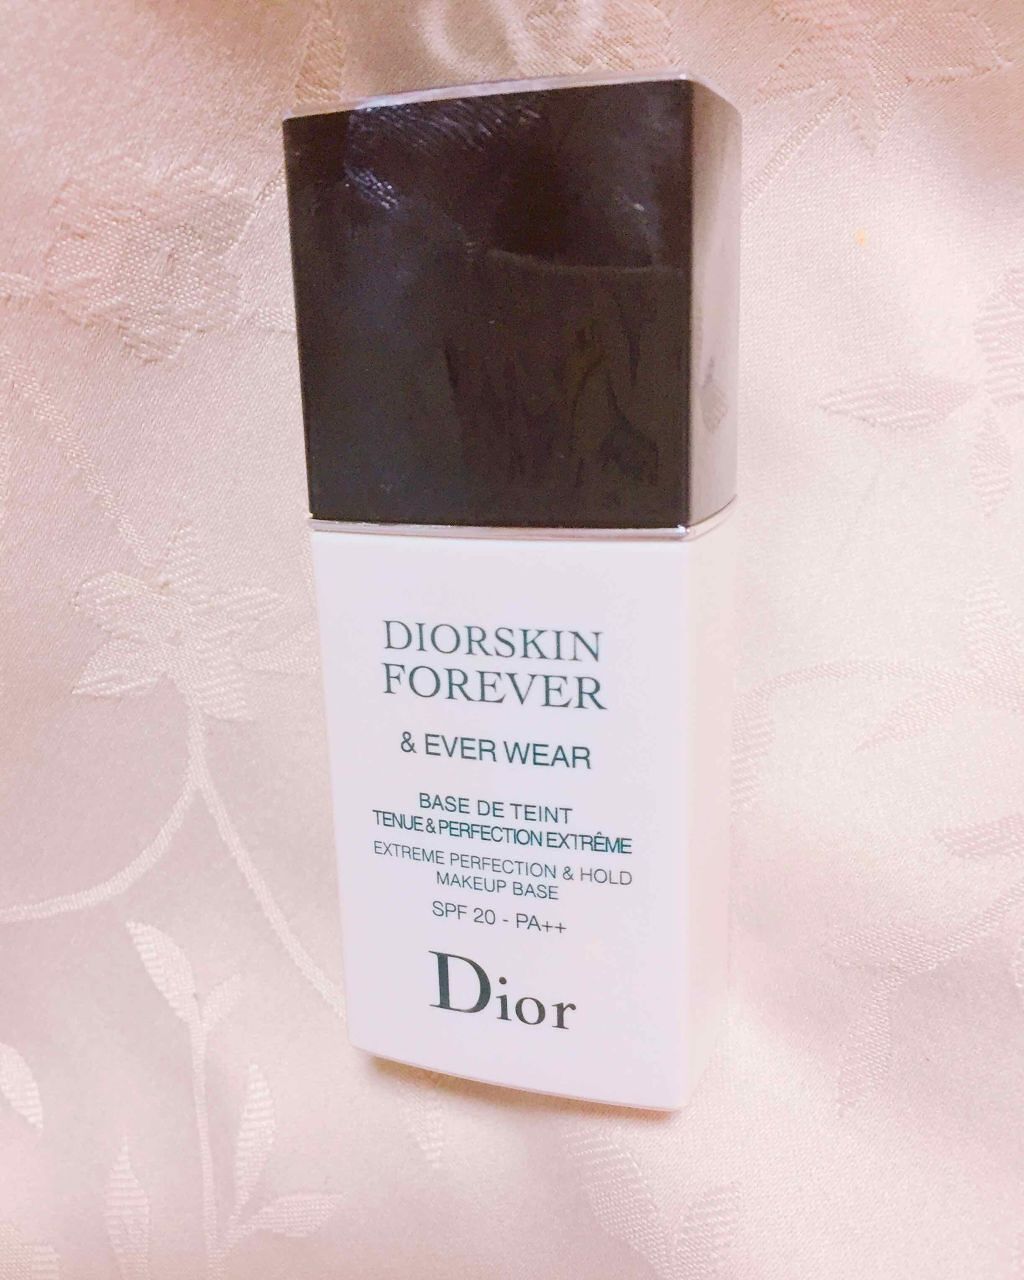 DIORSKIN
FOREVER
& EVER WEAR
BASE DE TEINT
TENUE & PERFECTION EXTRÊME
EXTREME PERFECTION & HOLD
MAKEUP BASE
SPF 20 - PA++
Dior